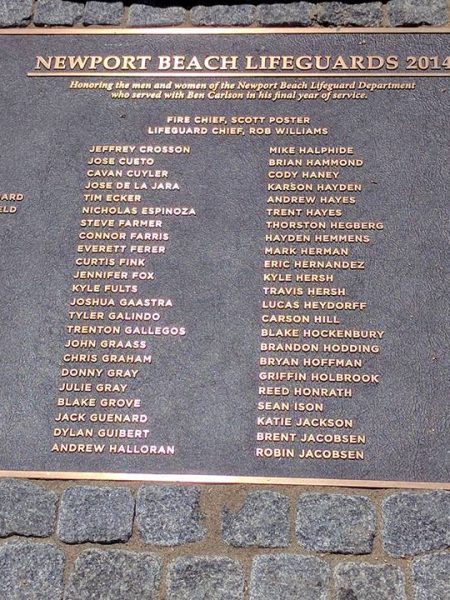 NEWPORT BEACH LIFEGUARDS 2014
Honoring the men and women of the Newport Beach Lifeguard Department
who served with Ben Carlson in his final year of service.
FIRE CHIEF, SCOTT POSTER
LIFEGUARD CHIEF, ROB WILLIAMS
JEFFREY CROSSON
JOSE CUETO
CAVAN CUYLER
JOSE DE LA JARA
TIM ECKER
NICHOLAS ESPINOZA
STEVE FARMER
CONNOR FARRIS
EVERETT FERER
CURTIS FINK
JENNIFER FOX
KYLE FULTS
JOSHUA GAASTRA
TYLER GALINDO
TRENTON GALLEGOS
JOHN GRAASS
CHRIS GRAHAM
DONNY GRAY
JULIE GRAY
BLAKE GROVE
JACK GUENARD
DYLAN GUIBERT
ANDREW HALLORAN
MIKE HALPHIDE
BRIAN HAMMOND
CODY HANEY
KARSON HAYDEN
ANDREW HAYES
TRENT HAYES
THORSTON HEGBERG
HAYDEN HEMMENS
MARK HERMAN
ERIC HERNANDEZ
KYLE HERSH
TRAVIS HERSH
LUCAS HEYDORFF
CARSON HILL
BLAKE HOCKENBURY
BRANDON HODDING
BRYAN HOFFMAN
GRIFFIN HOLBROOK
REED HONRATH
SEAN ISON
KATIE JACKSON
BRENT JACOBSEN
ROBIN JACOBSEN